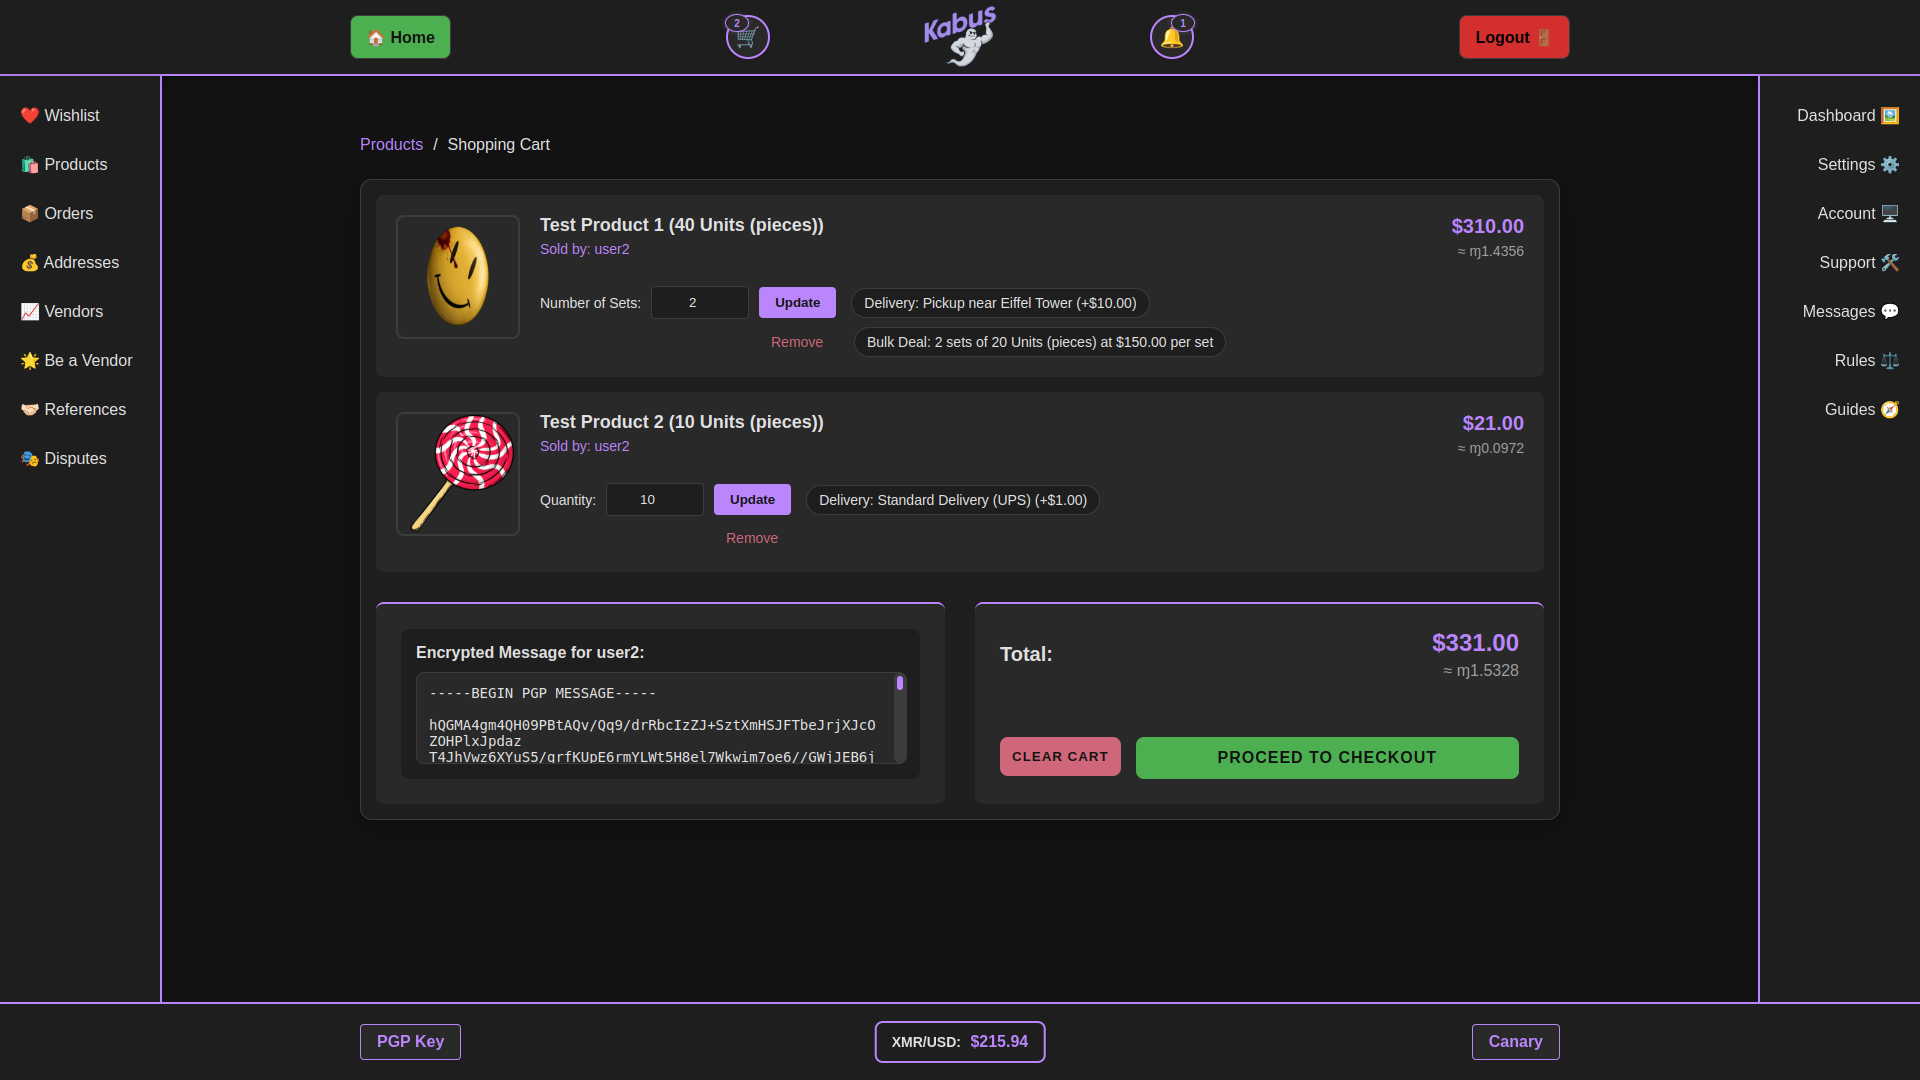 🏠 Home
2
Kabus
1
Logout 🚪
❤️ Wishlist
🛍️ Products
📦 Orders
💰 Addresses
📈 Vendors
🌟 Be a Vendor
🤝🏻 References
🎭 Disputes
Products / Shopping Cart
Test Product 1 (40 Units (pieces))
Sold by: user2
$310.00
≈ ɱ1.4356
Number of Sets: 2 Update Delivery: Pickup near Eiffel Tower (+$10.00)
Remove Bulk Deal: 2 sets of 20 Units (pieces) at $150.00 per set
Test Product 2 (10 Units (pieces))
Sold by: user2
$21.00
≈ ɱ0.0972
Quantity: 10 Update Delivery: Standard Delivery (UPS) (+$1.00)
Remove
Encrypted Message for user2:
-----BEGIN PGP MESSAGE-----
hQGMA4gm4QH09PBtAQv/Qq9/drRbcIzZJ+SztXmHSJFTbeJrjXJcO
ZOHPlxJpdaz
T4JhVwz6XYuS5/grfKUpE6rmYLWt5H8el7Wkwim7oe6//GWjJEB6j
Total:
$331.00
≈ ɱ1.5328
CLEAR CART
PROCEED TO CHECKOUT
Dashboard 🖼️
Settings ⚙️
Account 🖥️
Support 🛠️
Messages 💬
Rules ⚖️
Guides 🧭
PGP Key
XMR/USD: $215.94
Canary